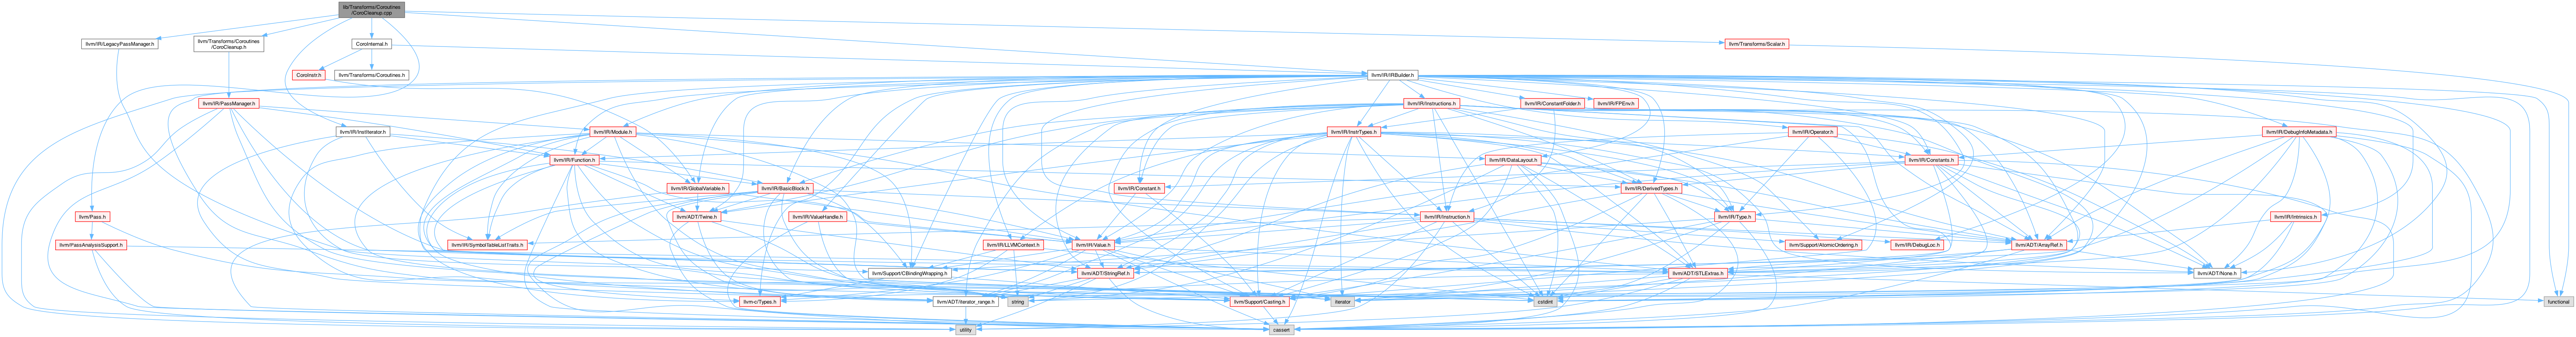 lib/Transforms/Coroutines
/CoroCleanup.cpp
llvm/IR/LegacyPassManager.h
llvm/Transforms/Coroutines
/CoroCleanup.h
CoroInternal.h
llvm/Transforms/Scalar.h
CoroInstr.h
llvm/Transforms/Coroutines.h
llvm/IR/IRBuilder.h
llvm/IR/PassManager.h
llvm/IR/Instructions.h
llvm/IR/ConstantFolder.h
llvm/IR/FPEnv.h
llvm/IR/InstIterator.h
llvm/IR/Module.h
llvm/IR/InstrTypes.h
llvm/IR/Operator.h
llvm/IR/DebugInfoMetadata.h
llvm/IR/Function.h
llvm/IR/DataLayout.h
llvm/IR/Constants.h
llvm/IR/GlobalVariable.h
llvm/IR/BasicBlock.h
llvm/IR/Constant.h
llvm/IR/DerivedTypes.h
llvm/Pass.h
llvm/ADT/Twine.h
llvm/IR/ValueHandle.h
llvm/IR/Instruction.h
llvm/IR/Type.h
llvm/IR/Intrinsics.h
llvm/PassAnalysisSupport.h
llvm/IR/SymbolTableListTraits.h
llvm/IR/LLVMContext.h
llvm/IR/Value.h
llvm/Support/AtomicOrdering.h
llvm/IR/DebugLoc.h
llvm/ADT/ArrayRef.h
llvm/Support/CBindingWrapping.h
llvm/ADT/StringRef.h
llvm/ADT/STLExtras.h
llvm/ADT/None.h
llvm-c/Types.h
llvm/ADT/iterator_range.h
string
llvm/Support/Casting.h
iterator
cstdint
functional
utility
cassert